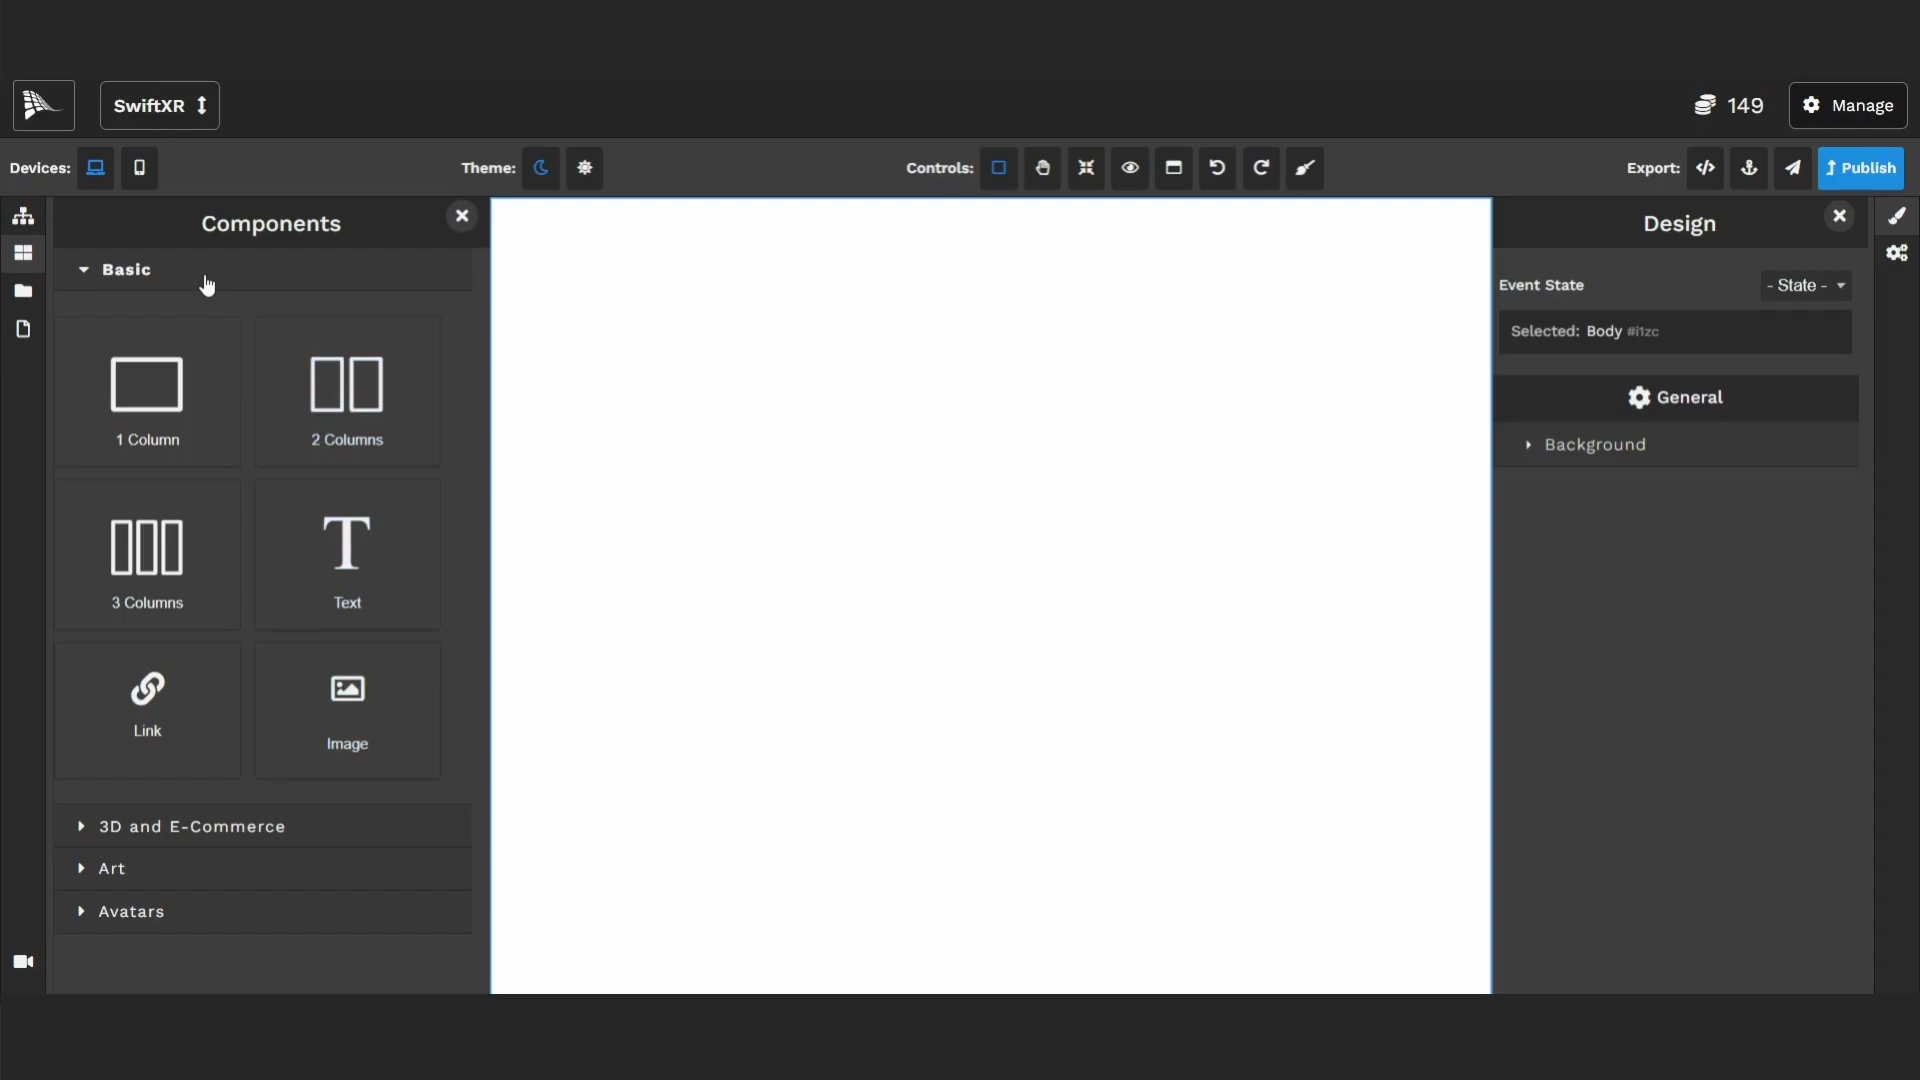 SwiftXR
149
Manage
Devices:
Theme:
Controls:
Export:
Publish
Components
Basic
1 Column
2 Columns
3 Columns
T
Text
Link
Image
3D and E-Commerce
Art
Avatars
Design
Event State
- State -
Selected: Body #i1zc
General
Background